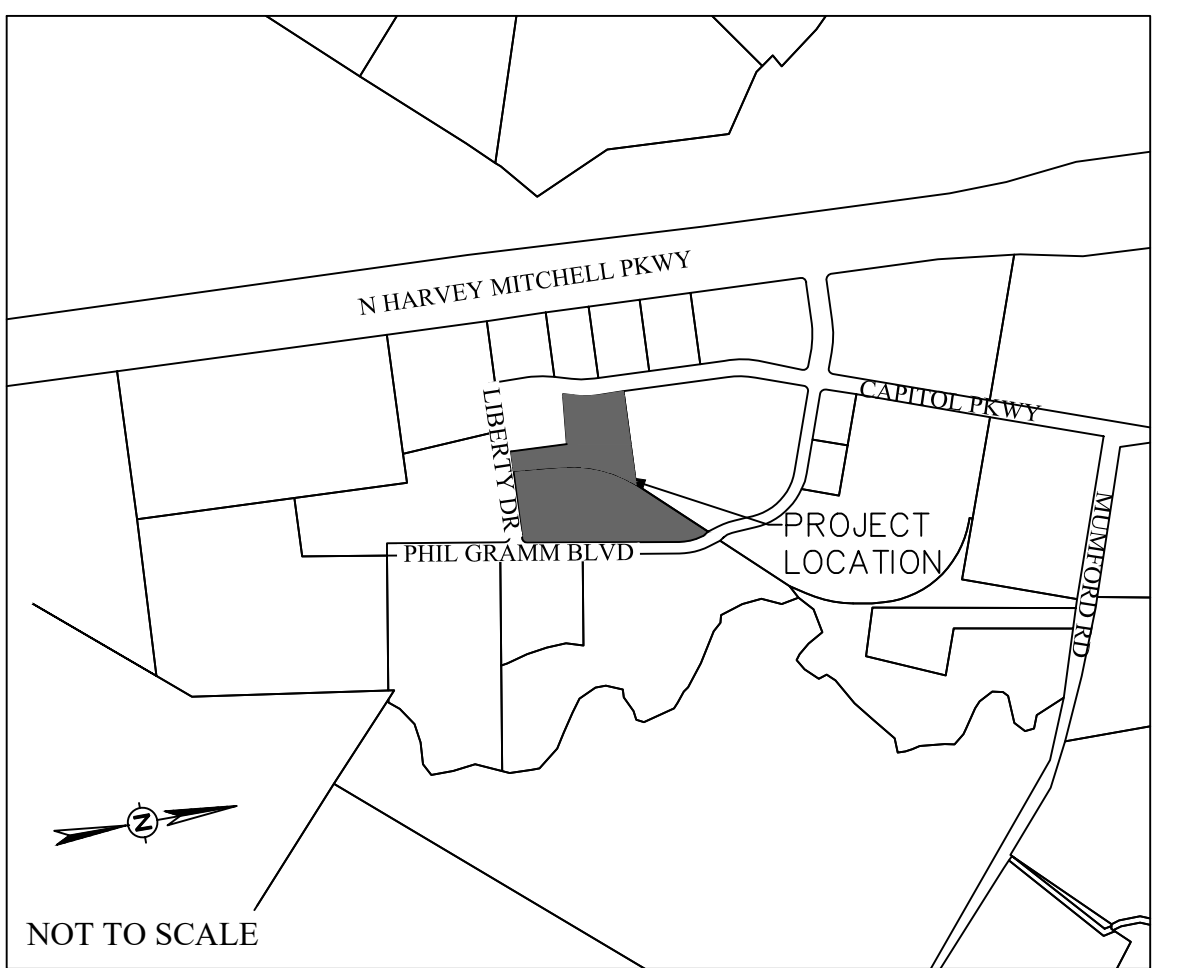 N HARVEY MITCHELL PKWY
CAPITOL PKWY
LIBERTY DR
MUMFORD RD
PROJECT
LOCATION
PHIL GRAMM BLVD
N
NOT TO SCALE